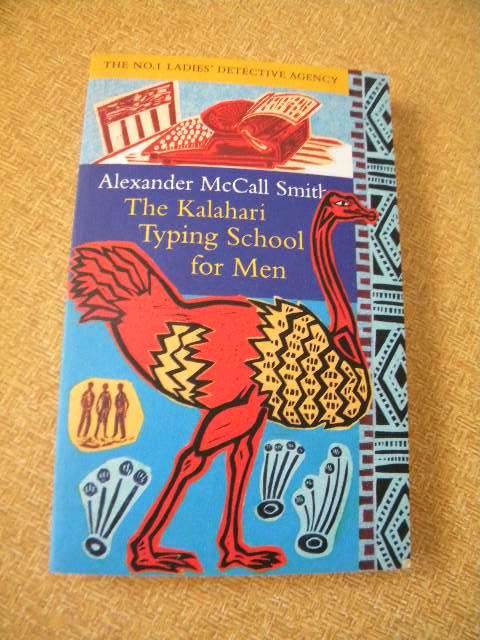 THE NO.1 LADIES' DETECTIVE AGENCY
Alexander McCall Smith
The Kalahari
Typing School
for Men